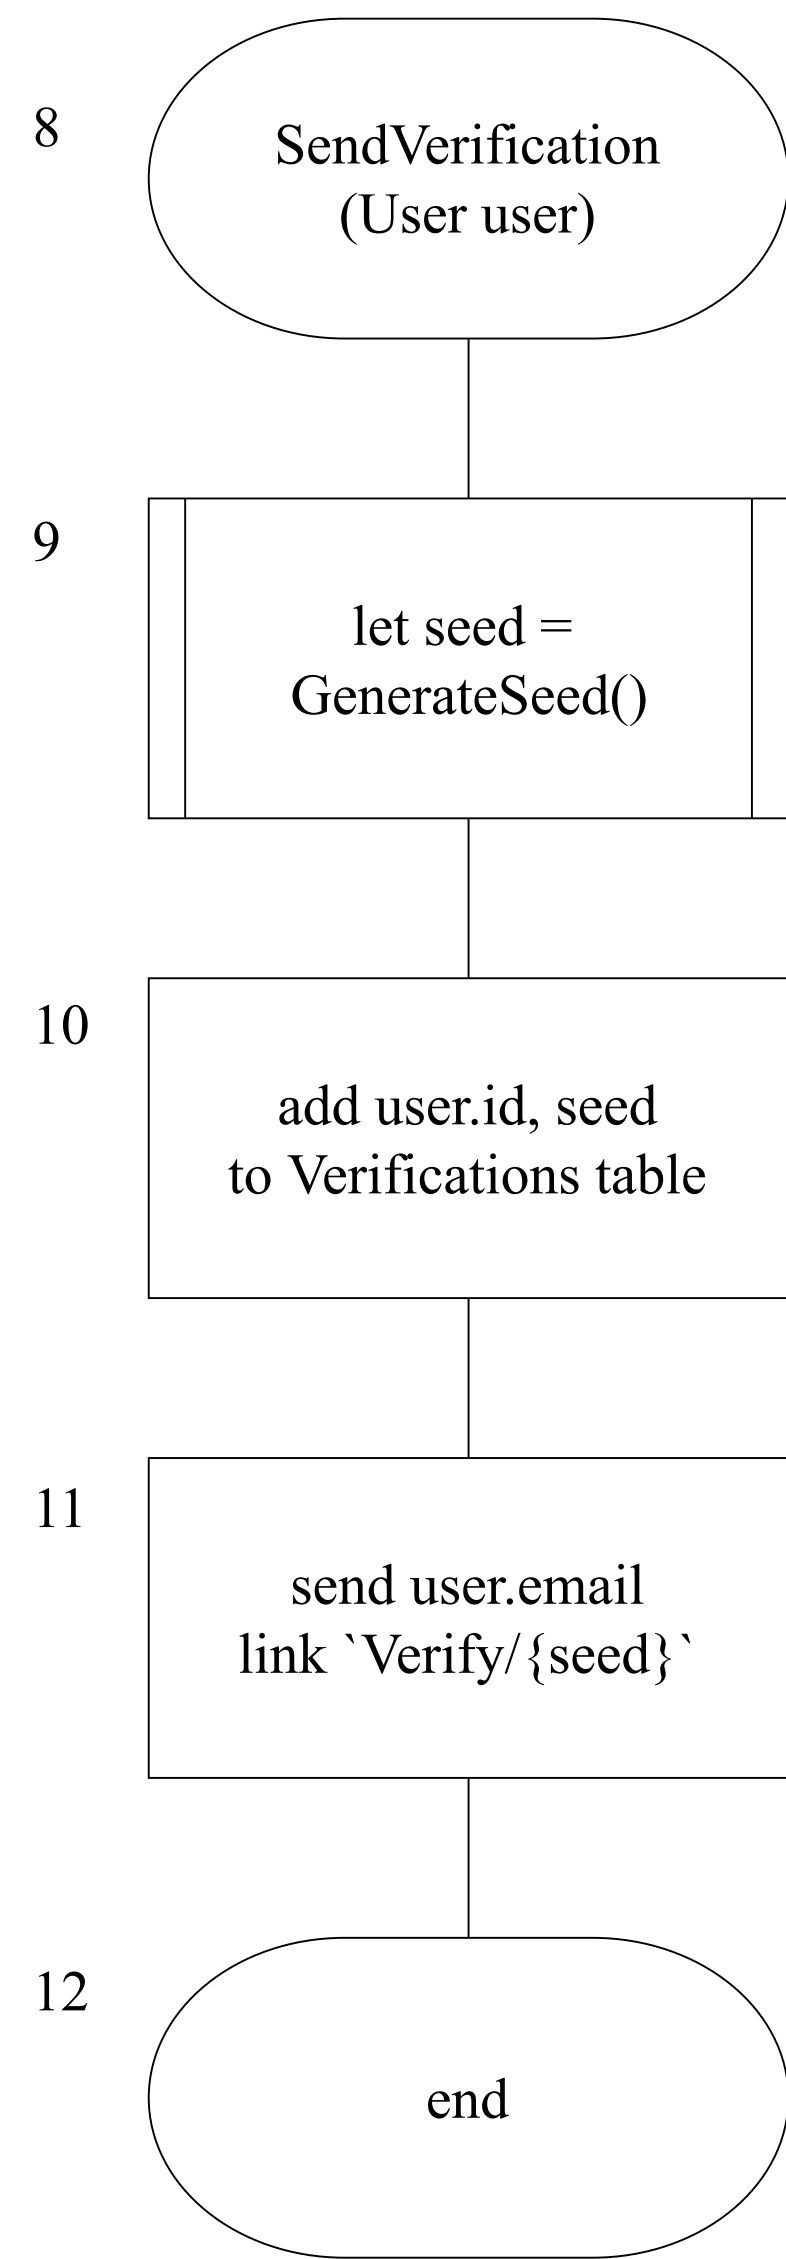 8
SendVerification
(User user)
9
let seed =
GenerateSeed()
10
add user.id, seed
to Verifications table
11
send user.email
link `Verify/{seed}`
12
end